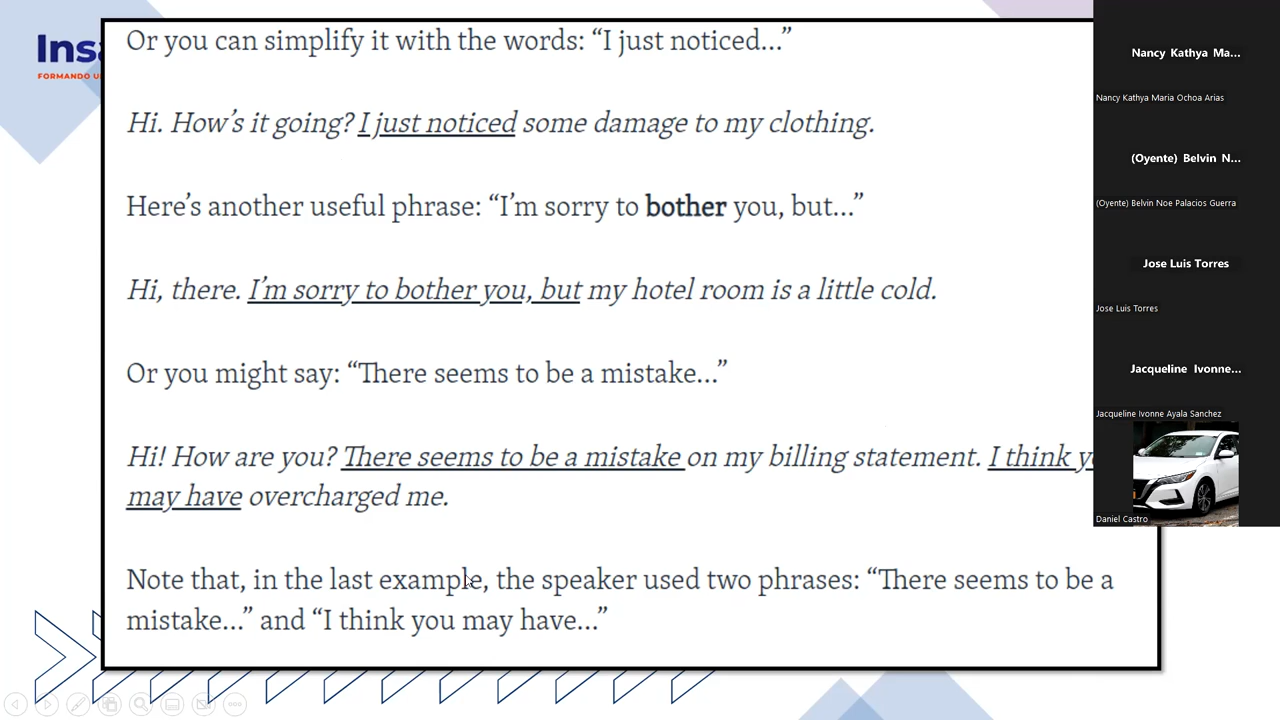 Or you can simplify it with the words: “I just noticed...”
Hi. How’s it going? I just noticed some damage to my clothing.
Here’s another useful phrase: “I’m sorry to bother you, but...”
Hi, there. I’m sorry to bother you, but my hotel room is a little cold.
Or you might say: “There seems to be a mistake...”
Hi! How are you? There seems to be a mistake on my billing statement. I think
may have overcharged me.
Note that, in the last example, the speaker used two phrases: “There seems to be a
mistake...” and “I think you may have...”
Ins
FORMANDO U
Nancy Kathya Ma...
Nancy Kathya Maria Ochoa Arias
(Oyente) Belvin N...
(Oyente) Belvin Noe Palacios Guerra
Jose Luis Torres
Jose Luis Torres
Jacqueline Ivonne...
Jacqueline Ivonne Ayala Sanchez
Daniel Castro